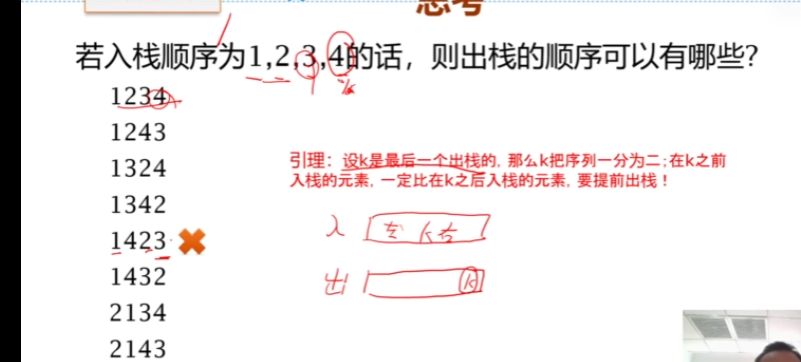 思考
若入栈顺序为1,2,3,4的话，则出栈的顺序可以有哪些?
1234
1243
1324
1342
1423
1432
2134
2143
引理：设k是最后一个出栈的, 那么k把序列一分为二;在k之前
入栈的元素, 一定比在k之后入栈的元素, 要提前出栈！
入 左 k 右
出 k